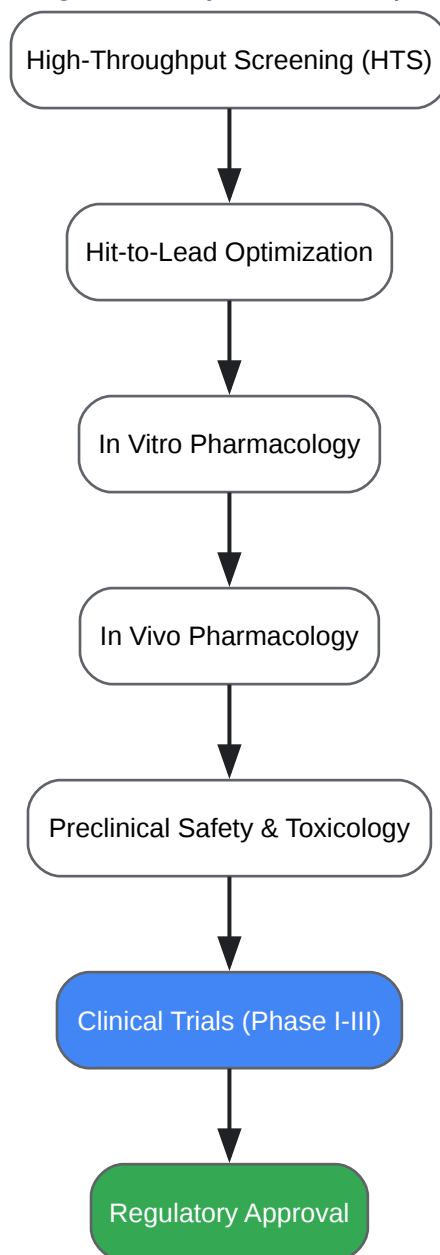 High-Throughput Screening (HTS)
Hit-to-Lead Optimization
In Vitro Pharmacology
In Vivo Pharmacology
Preclinical Safety & Toxicology
Clinical Trials (Phase I-III)
Regulatory Approval